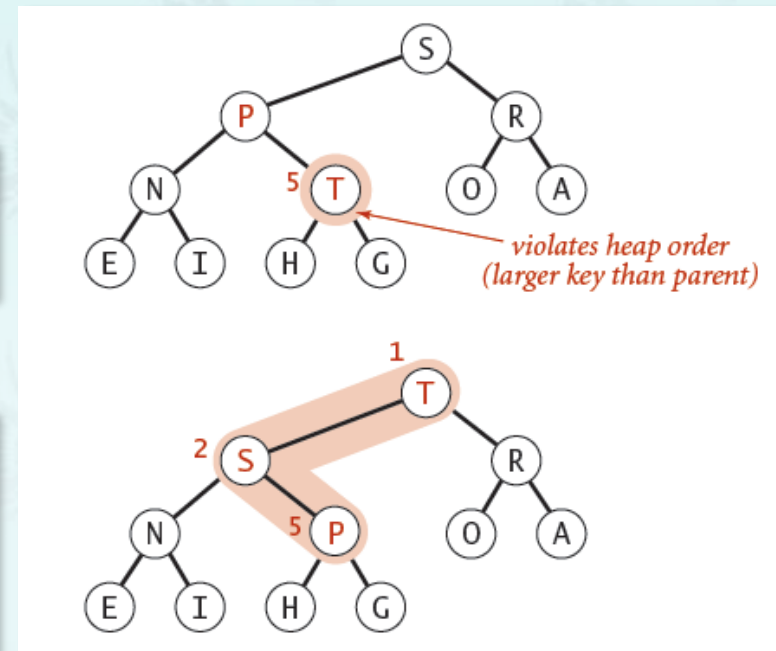 S
P R
N 5 T O A
violates heap order
(larger key than parent)
E I H G
1
T
2 S R
N 5 P O A
E I H G